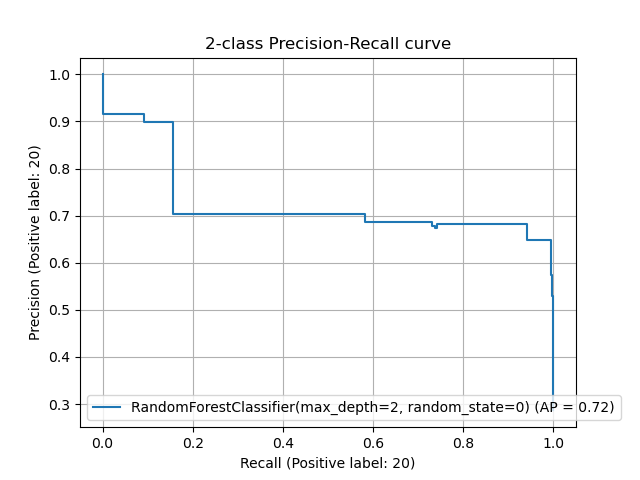 2-class Precision-Recall curve
1.0
0.9
0.8
0.7
0.6
0.5
0.4
0.3
Precision (Positive label: 20)
RandomForestClassifier(max_depth=2, random_state=0) (AP = 0.72)
0.0 0.2 0.4 0.6 0.8 1.0
Recall (Positive label: 20)